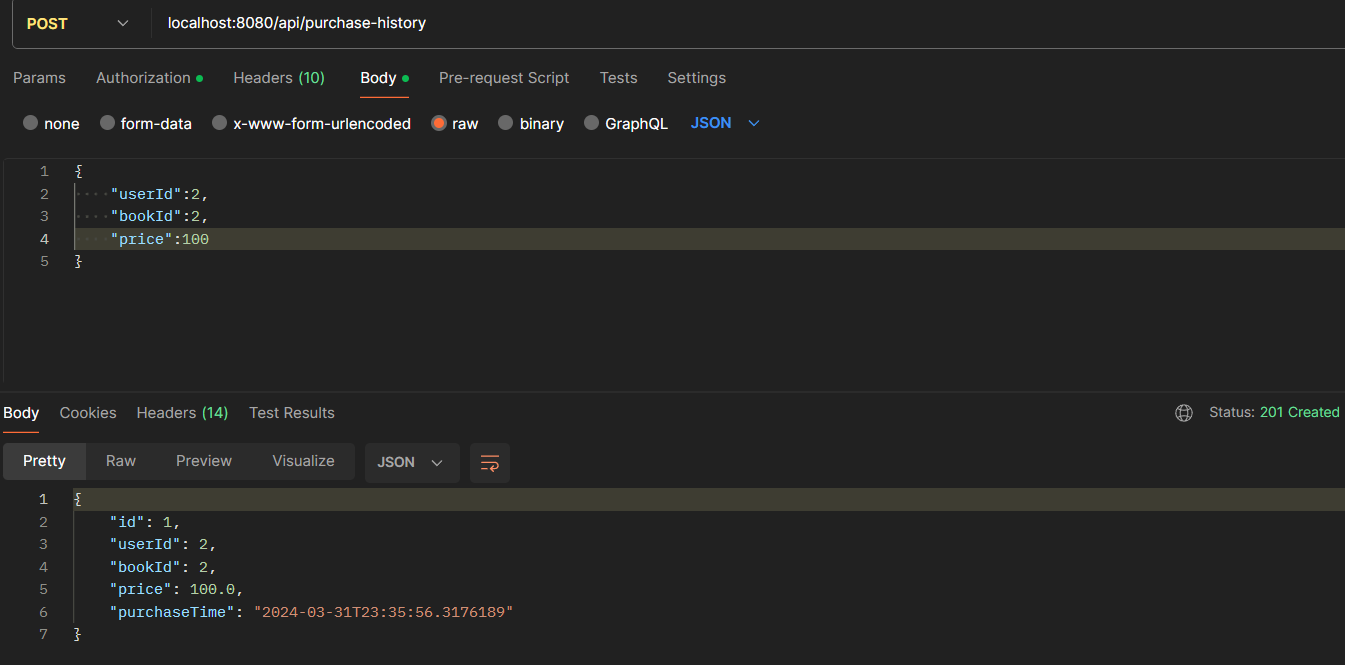 POST localhost:8080/api/purchase-history
Params Authorization Headers (10) Body Pre-request Script Tests Settings
none form-data x-www-form-urlencoded raw binary GraphQL JSON
1 {
2 "userId":2,
3 "bookId":2,
4 "price":100
5 }
Body Cookies Headers (14) Test Results Status: 201 Created
Pretty Raw Preview Visualize JSON
1 {
2 "id": 1,
3 "userId": 2,
4 "bookId": 2,
5 "price": 100.0,
6 "purchaseTime": "2024-03-31T23:35:56.3176189"
7 }